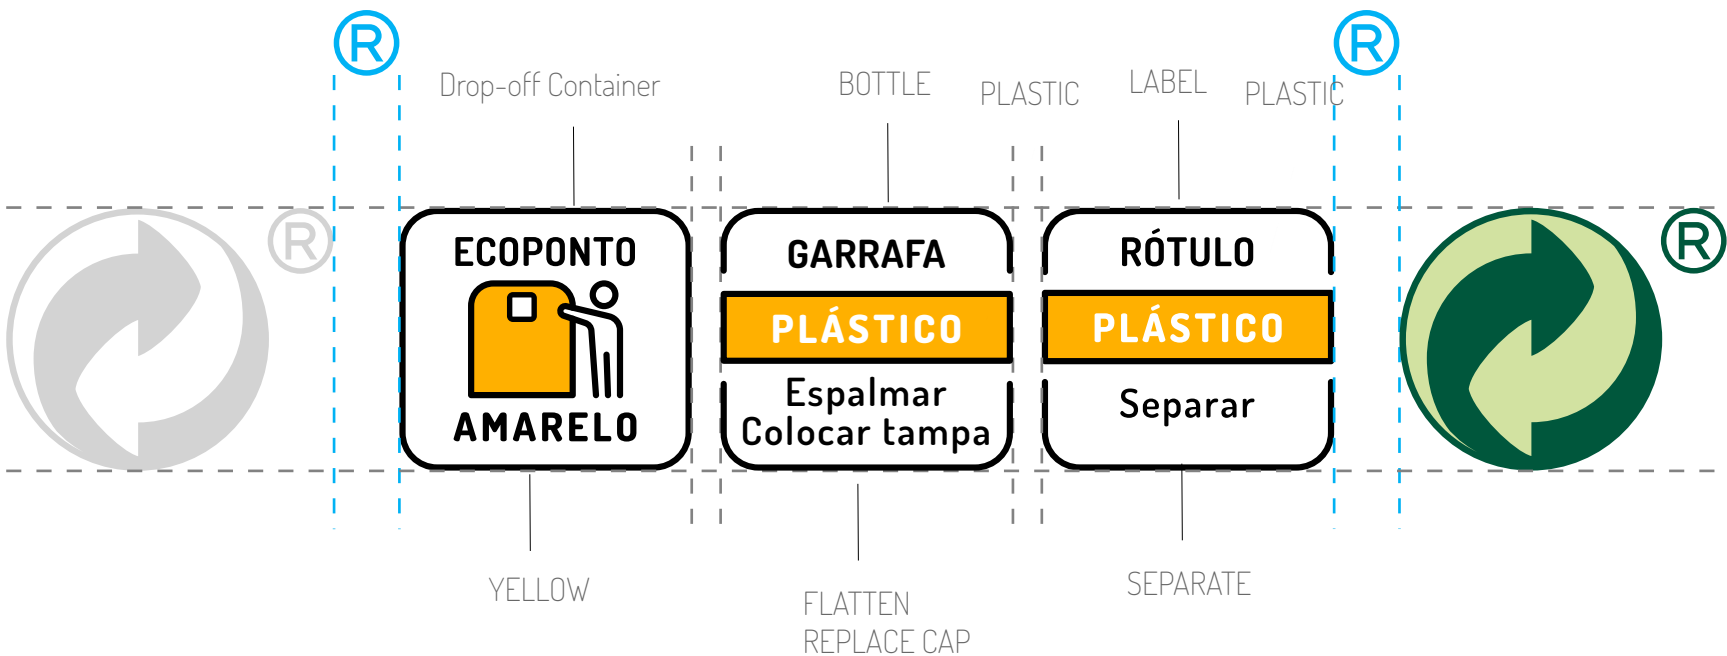 ®
®
Drop-off Container
BOTTLE
PLASTIC
LABEL
PLASTIC
®
®
ECOPONTO
AMARELO
GARRAFA
PLÁSTICO
Espalmar
Colocar tampa
RÓTULO
PLÁSTICO
Separar
YELLOW
FLATTEN
REPLACE CAP
SEPARATE